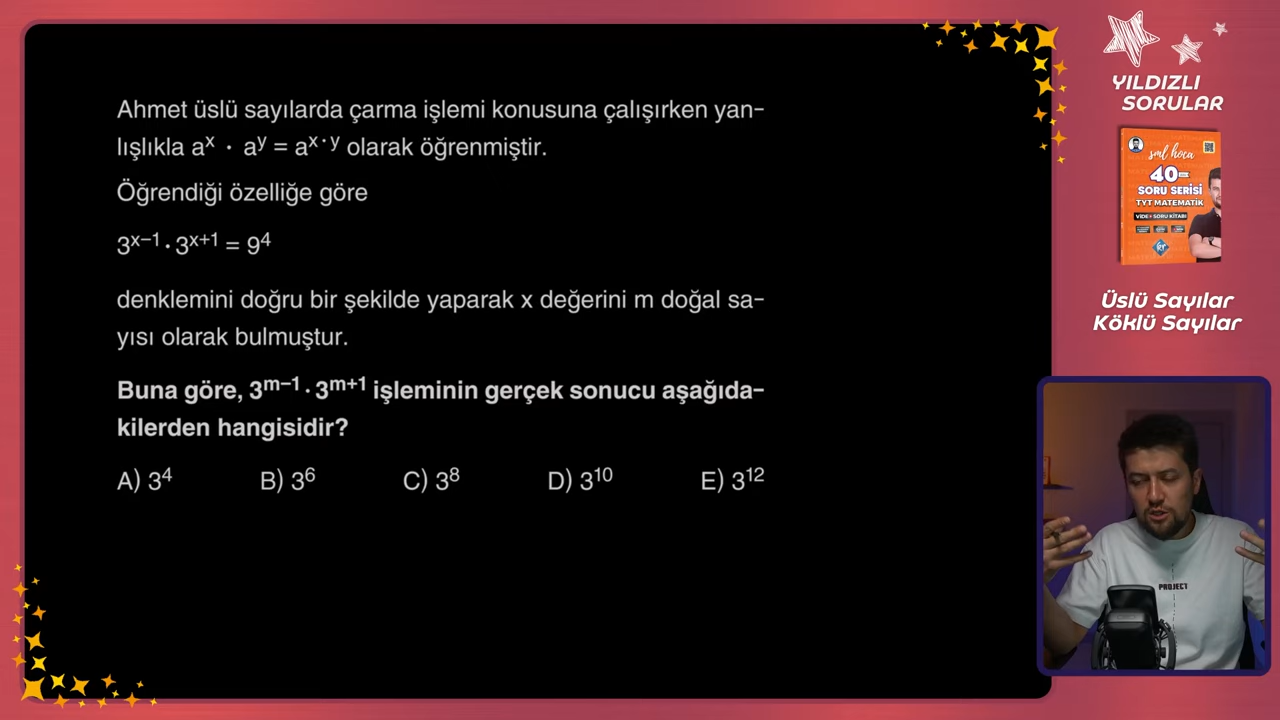 Ahmet üslü sayılarda çarma işlemi konusuna çalışırken yan-
lışlıkla aˣ · aʸ = aˣ·ʸ olarak öğrenmiştir.
Öğrendiği özelliğe göre
3ˣ⁻¹ · 3ˣ⁺¹ = 9⁴
denklemini doğru bir şekilde yaparak x değerini m doğal sa-
yısı olarak bulmuştur.
Buna göre, 3ᵐ⁻¹ · 3ᵐ⁺¹ işleminin gerçek sonucu aşağıda-
kilerden hangisidir?
A) 3⁴ B) 3⁶ C) 3⁸ D) 3¹⁰ E) 3¹²
YILDIZLI
SORULAR
sml hoca
40
SORU SERİSİ
TYT MATEMATİK
Üslü Sayılar
Köklü Sayılar
PROJECT